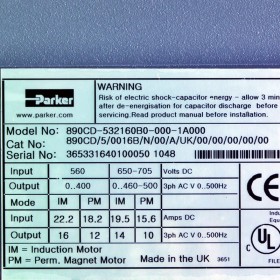 WARNING
Risk of electric shock-capacitor energy - allow 3 min
after de-energisation for capacitor discharge before
servicing.Read product manual before installation
Parker
Model No: 890CD-532160B0-000-1A000
Cat No: 890CD/5/0016B/N/00/A/UK/00/00/00/00/00
Serial No: 365331640100050 1048
Input 560 650-705 Volts DC
Output 0..400 0..460-500 3ph AC V 0..500Hz
Mode IM PM IM PM
Input 22.2 18.2 19.5 15.6 Amps DC
Output 16 12 14 10 3ph AC V 0..500Hz
IM = Induction Motor
PM = Perm. Magnet Motor Made in the UK 3651
C UL
FILE